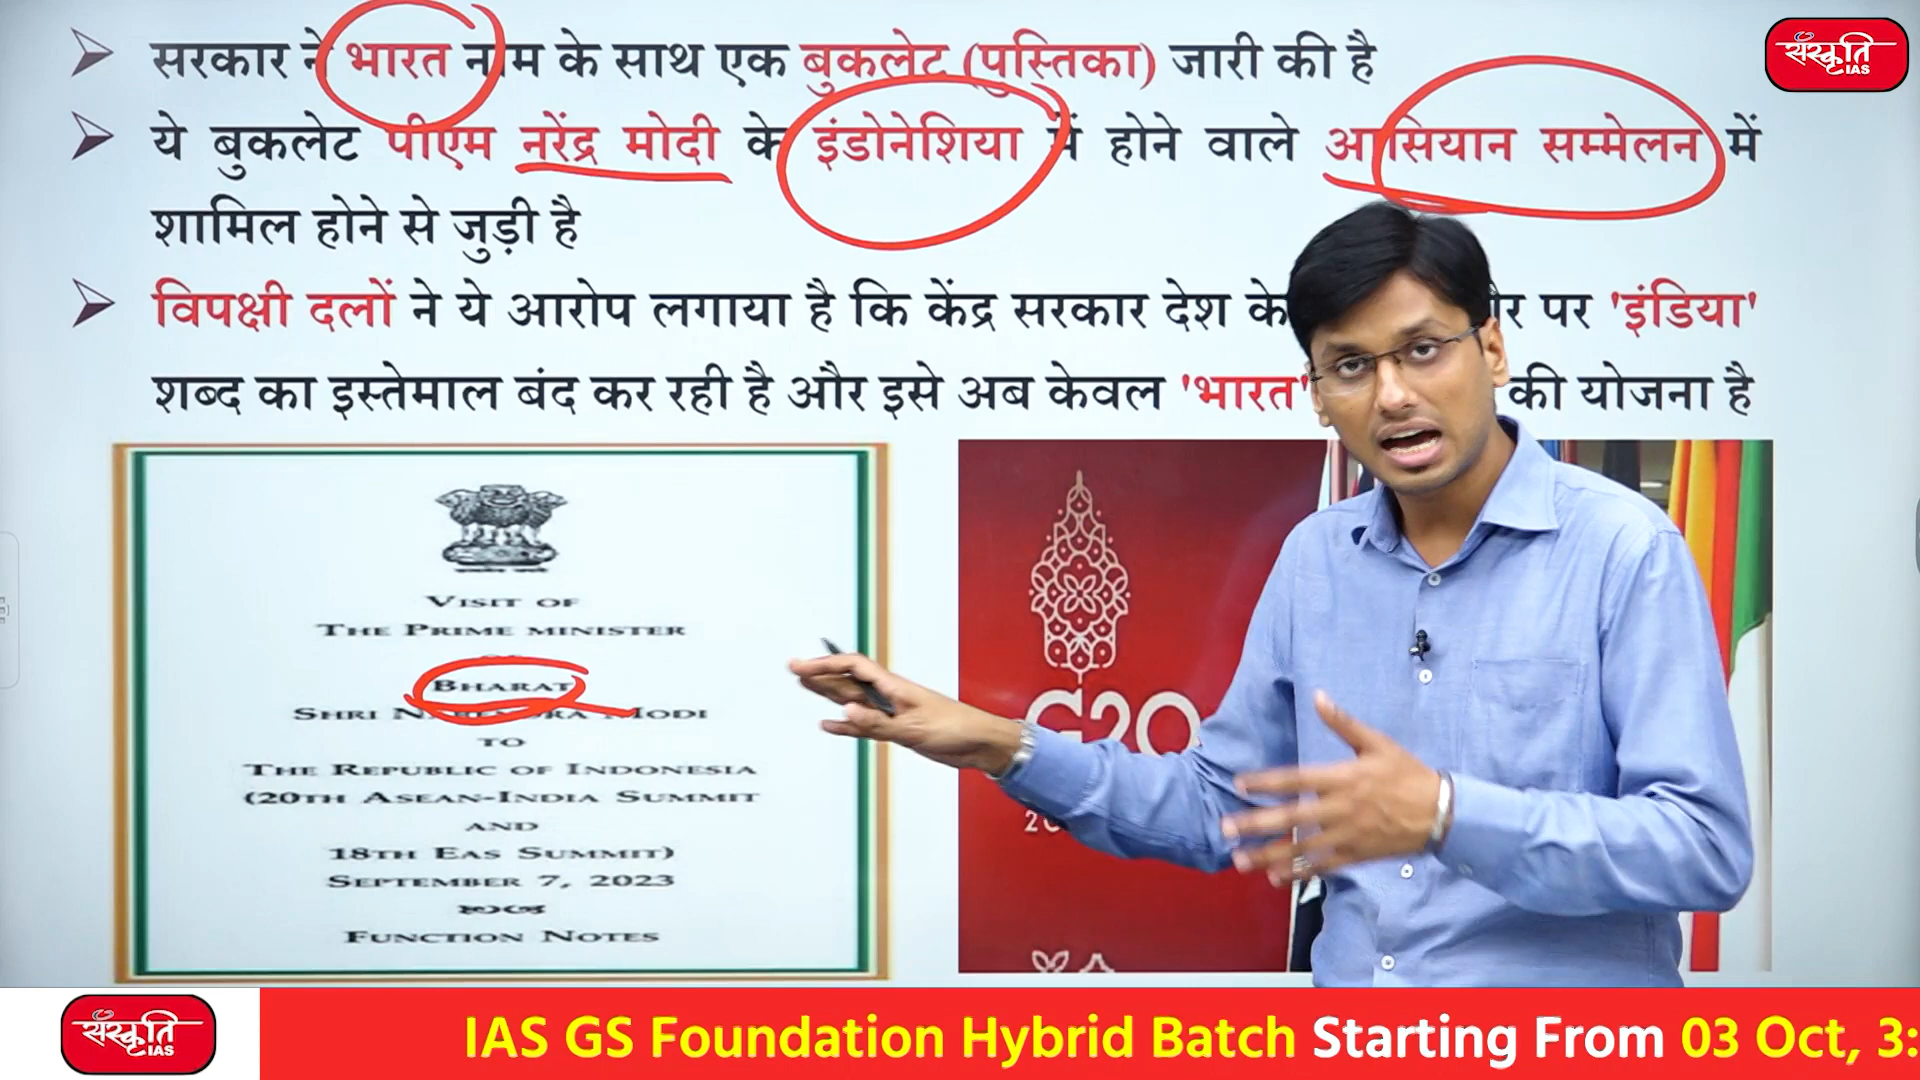 सरकार ने भारत नाम के साथ एक बुकलेट (पुस्तिका) जारी की है
संस्कृति
IAS
ये बुकलेट पीएम नरेंद्र मोदी के इंडोनेशिया में होने वाले आसियान सम्मेलन में
शामिल होने से जुड़ी है
विपक्षी दलों ने ये आरोप लगाया है कि केंद्र सरकार देश के पर 'इंडिया'
शब्द का इस्तेमाल बंद कर रही है और इसे अब केवल 'भारत' की योजना है
VISIT OF
THE PRIME MINISTER
BHARAT
SHRI NARENDRA MODI
TO
THE REPUBLIC OF INDONESIA
(20TH ASEAN-INDIA SUMMIT
AND
18TH EAS SUMMIT)
SEPTEMBER 7, 2023
FUNCTION NOTES
G20
संस्कृति
IAS
IAS GS Foundation Hybrid Batch Starting From 03 Oct, 3: